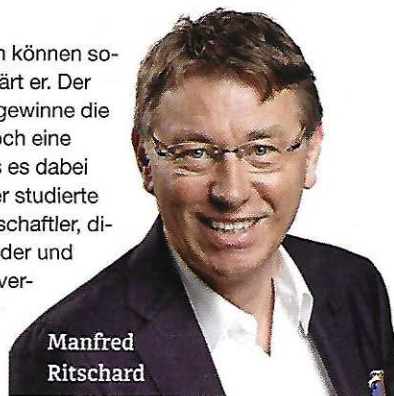 n können so-
ärt er. Der
gewinne die
och eine
s es dabei
er studierte
schaftler, di-
der und
ver-
Manfred
Ritschard